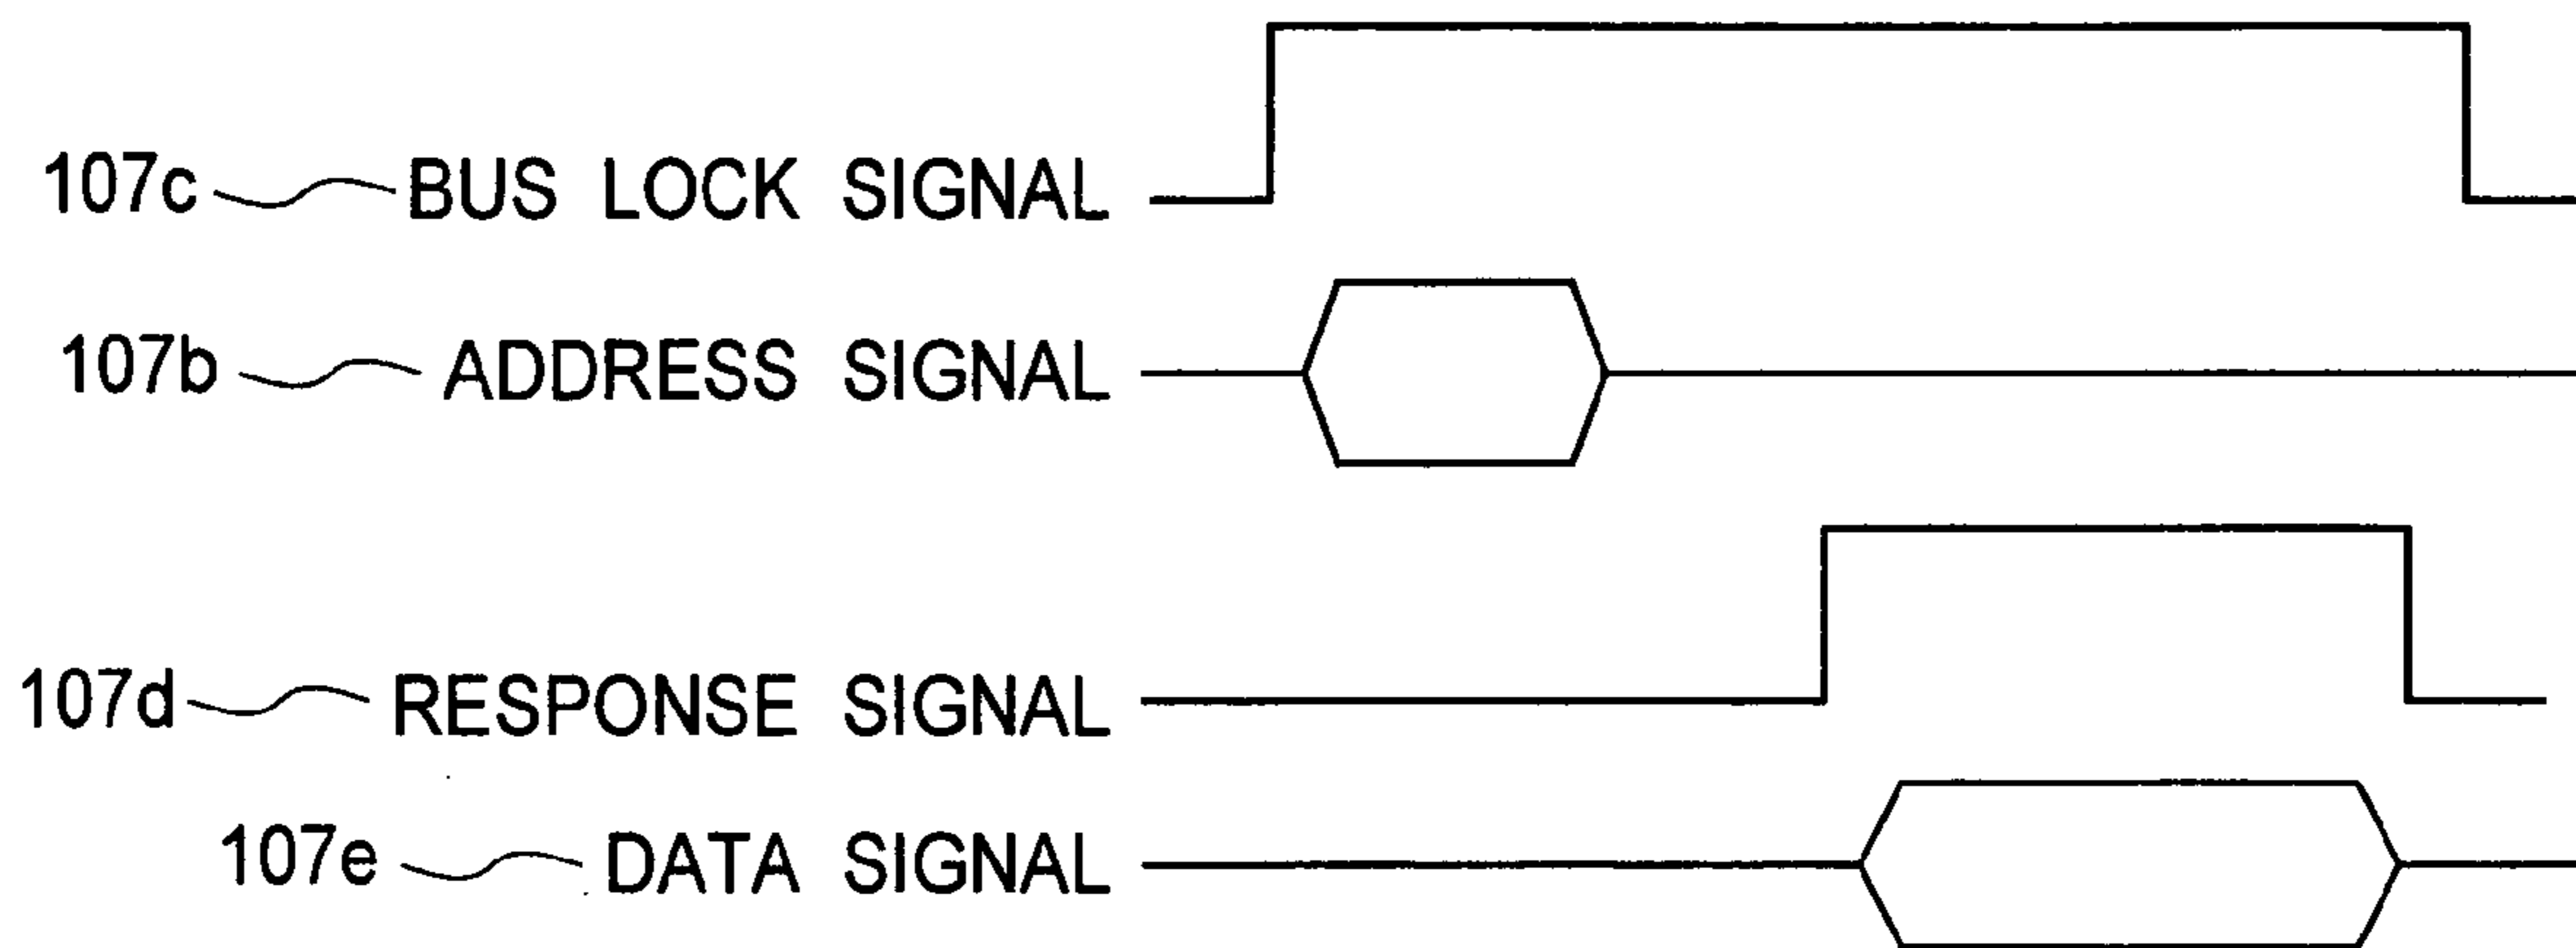 107c BUS LOCK SIGNAL
107b ADDRESS SIGNAL
107d RESPONSE SIGNAL
107e DATA SIGNAL